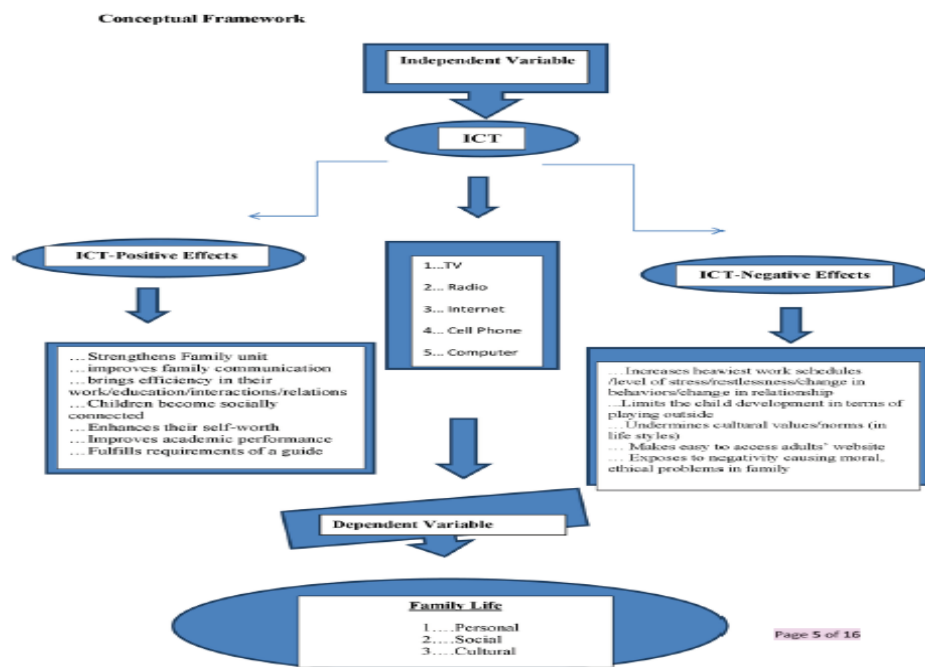 Conceptual Framework
Independent Variable
ICT
ICT-Positive Effects
…Strengthens Family unit
…improves family communication
…brings efficiency in their
work/education/interactions/relations
…Children become socially
connected
…Enhances their self-worth
…Improves academic performance
…Fulfills requirements of a guide
1...TV
2... Radio
3... Internet
4... Cell Phone
5... Computer
ICT-Negative Effects
…Increases heaviest work schedules
/level of stress/restlessness/change in
behaviors/change in relationship
…Limits the child development in terms of
playing outside
…Undermines cultural values/norms (in
life styles)
… Makes easy to access adults' website
… Exposes to negativity causing moral,
ethical problems in family
Dependent Variable
Family Life
1….Personal
2….Social
3….Cultural
Page 5 of 16